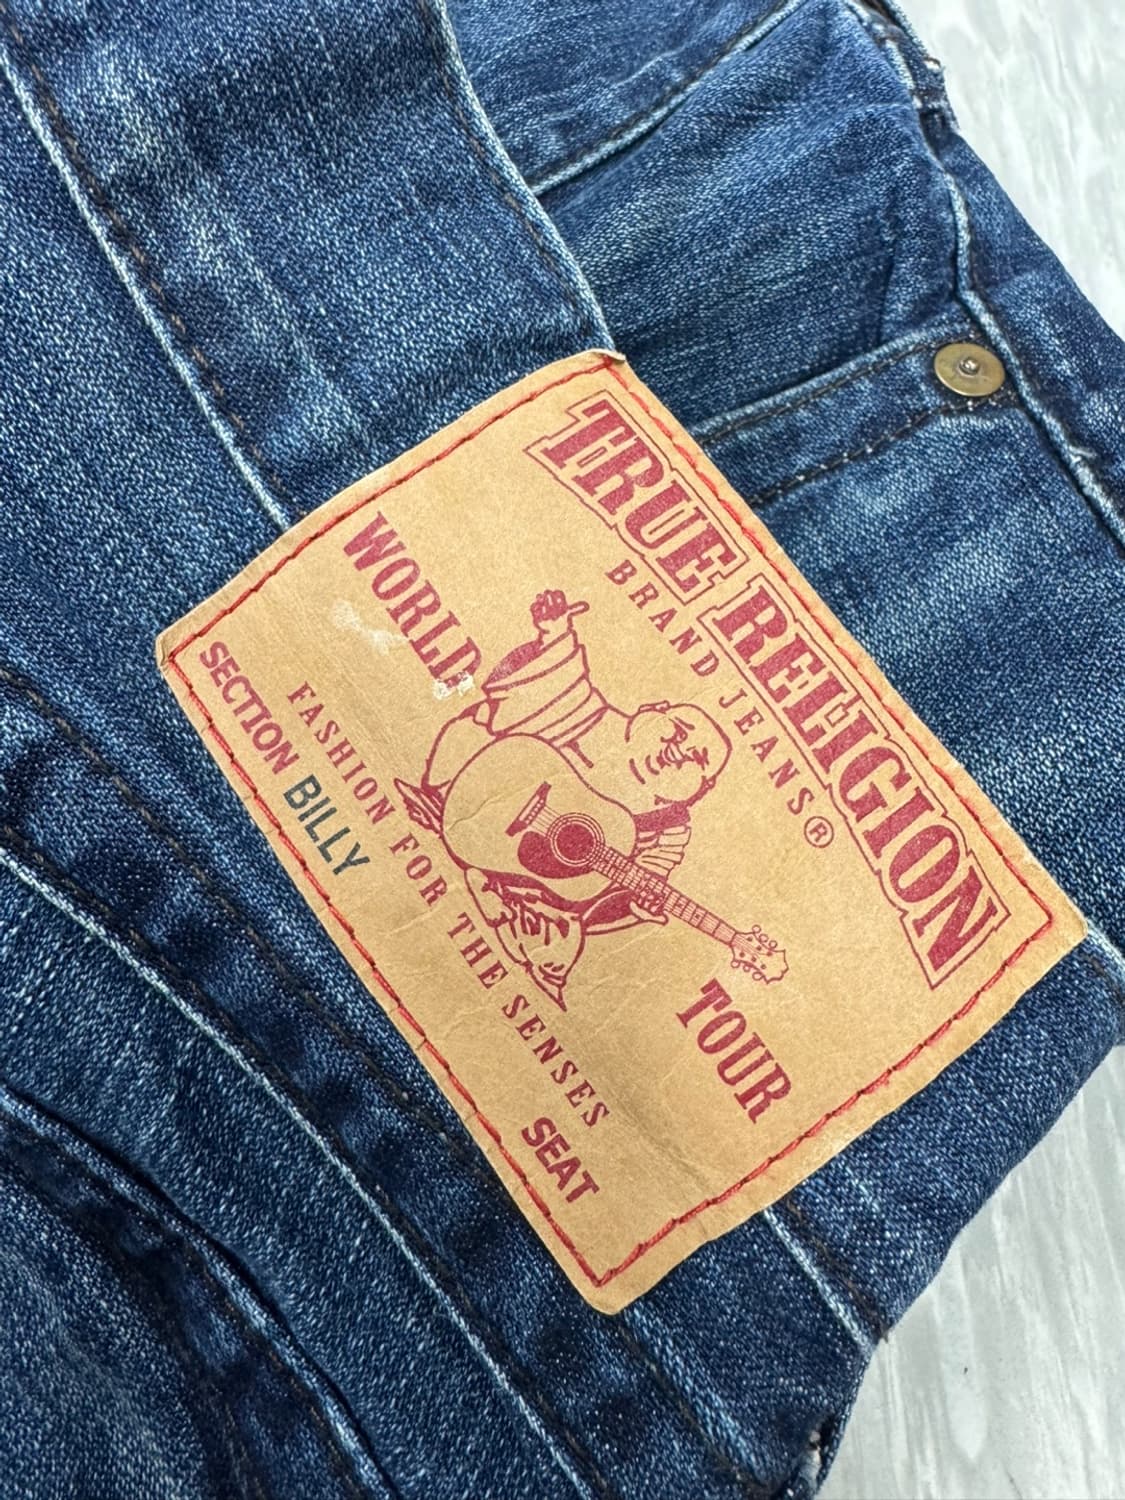 TRUE RELIGION
BRAND JEANS®
WORLD TOUR
FASHION FOR THE SENSES
SECTION BILLY SEAT